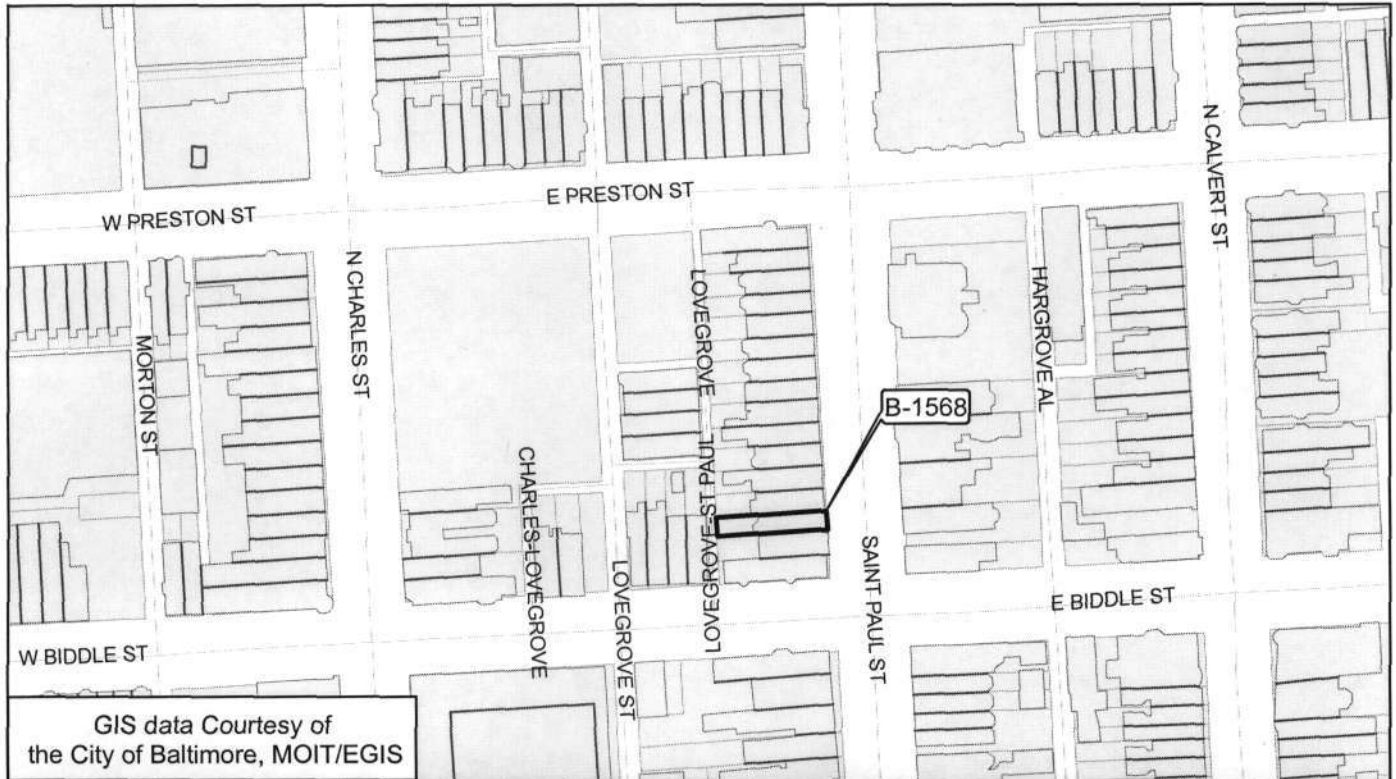 N CALVERT ST
E PRESTON ST
W PRESTON ST
N CHARLES ST
LOVEGROVE
HARGROVE AL
MORTON ST
B-1568
CHARLES-LOVEGROVE
LOVEGROVE-ST PAUL
LOVEGROVE ST
SAINT PAUL ST
E BIDDLE ST
W BIDDLE ST
GIS data Courtesy of
the City of Baltimore, MOIT/EGIS